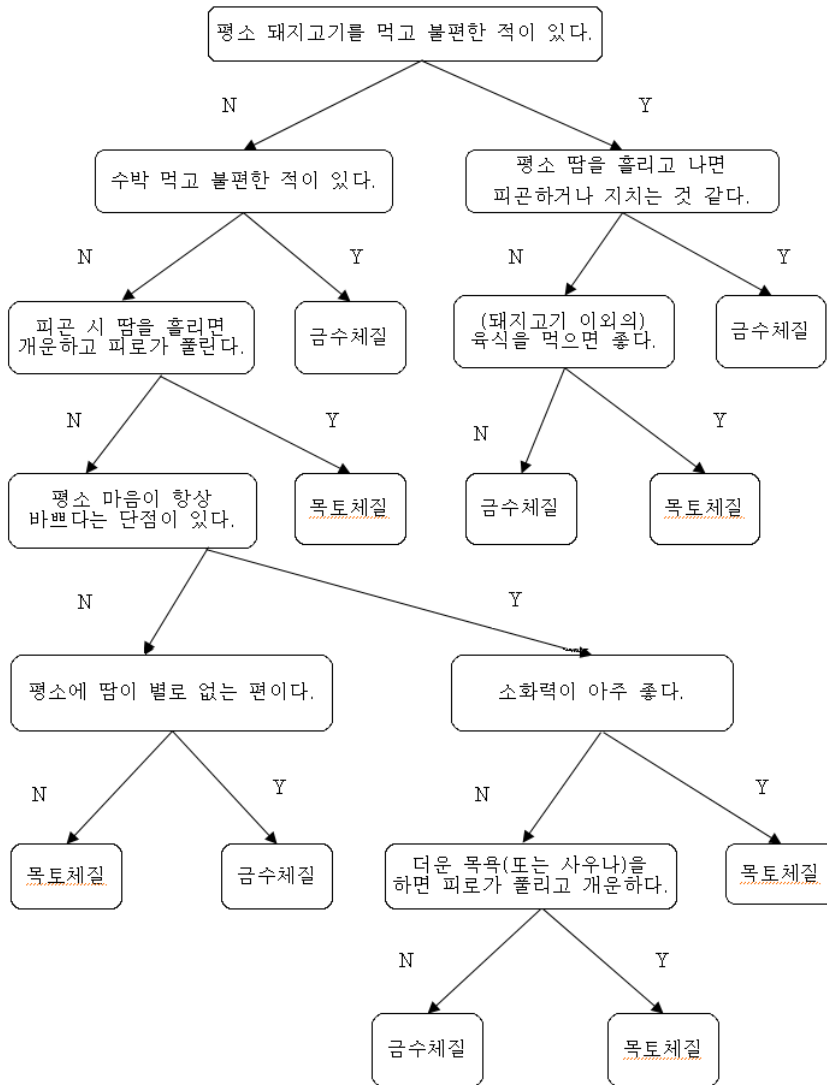 평소 돼지고기를 먹고 불편한 적이 있다.
N
Y
수박 먹고 불편한 적이 있다.
평소 땀을 흘리고 나면
피곤하거나 지치는 것 같다.
N
Y
N
Y
피곤 시 땀을 흘리면
개운하고 피로가 풀린다.
금수체질
(돼지고기 이외의)
육식을 먹으면 좋다.
금수체질
N
Y
N
Y
평소 마음이 항상
바쁘다는 단점이 있다.
목토체질
금수체질
목토체질
N
Y
평소에 땀이 별로 없는 편이다.
소화력이 아주 좋다.
N
Y
N
Y
목토체질
금수체질
더운 목욕(또는 사우나)을
하면 피로가 풀리고 개운하다.
목토체질
N
Y
금수체질
목토체질